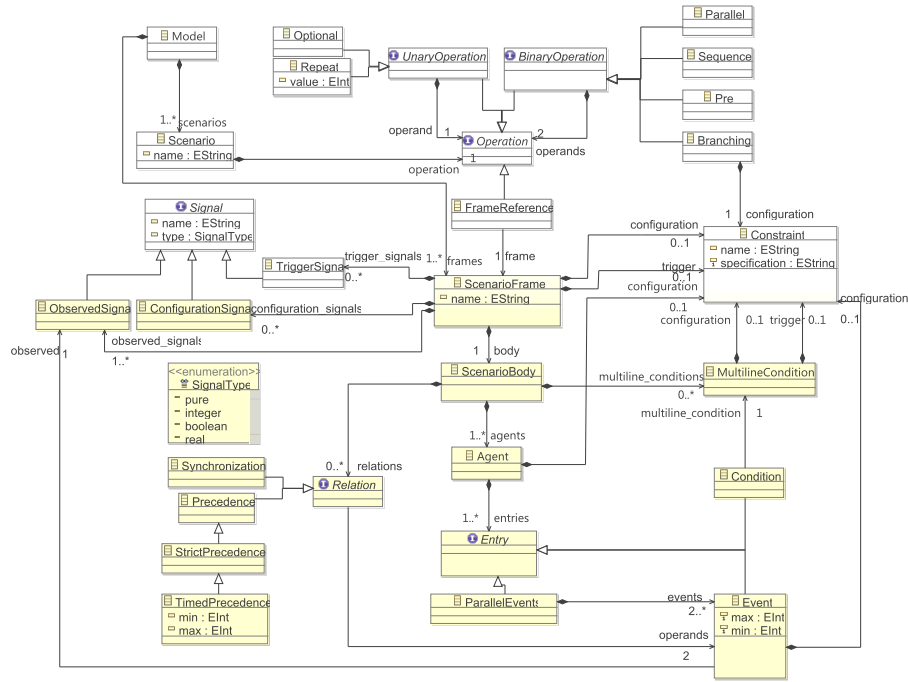 Model
Optional
Repeat
value : EInt
UnaryOperation
BinaryOperation
Parallel
Sequence
Pre
Branching
1..* scenarios
Scenario
name : EString
operand 1
2
operands
Operation
1
operation
1 configuration
Signal
name : EString
type : SignalType
FrameReference
configuration
0..1
Constraint
name : EString
specification : EString
TriggerSigna
trigger_signals
0..*
1..* frames
1 frame
trigger
0..1
configuration
0..1
ScenarioFrame
name : EString
ObservedSigna
ConfigurationSigna
configuration_signals
0..*
configuration 0..1
trigger 0..1
configuration
0..1
observed 1
observed_signals
1..*
1 body
<<enumeration>>
SignalType
pure
integer
boolean
real
ScenarioBody
multiline_conditions
0..*
MultilineCondition
multiline_condition 1
1..* agents
Agent
Synchronization
0..* relations
Relation
Precedence
Condition
1..* entries
Entry
StrictPrecedence
TimedPrecedence
min : EInt
max : EInt
ParallelEvents
events
2..*
Event
max : EInt
min : EInt
operands
2